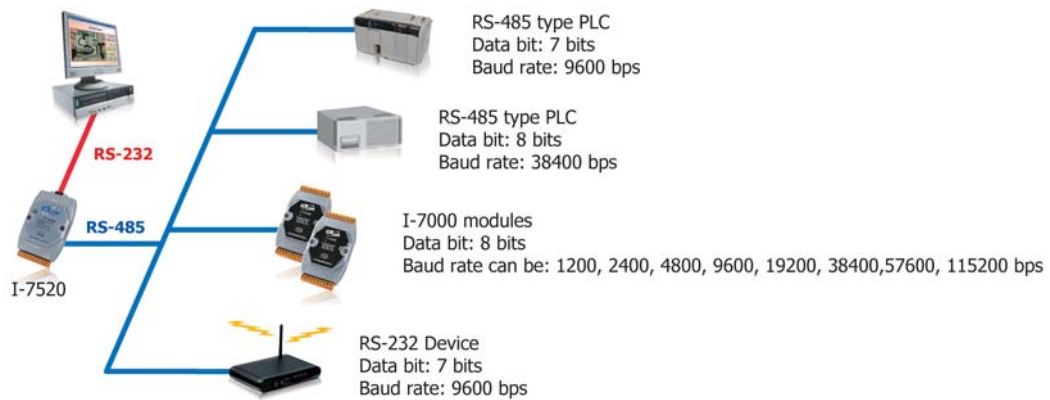 RS-485 type PLC
Data bit: 7 bits
Baud rate: 9600 bps
RS-485 type PLC
Data bit: 8 bits
Baud rate: 38400 bps
RS-232
RS-485
I-7520
I-7000 modules
Data bit: 8 bits
Baud rate can be: 1200, 2400, 4800, 9600, 19200, 38400,57600, 115200 bps
RS-232 Device
Data bit: 7 bits
Baud rate: 9600 bps